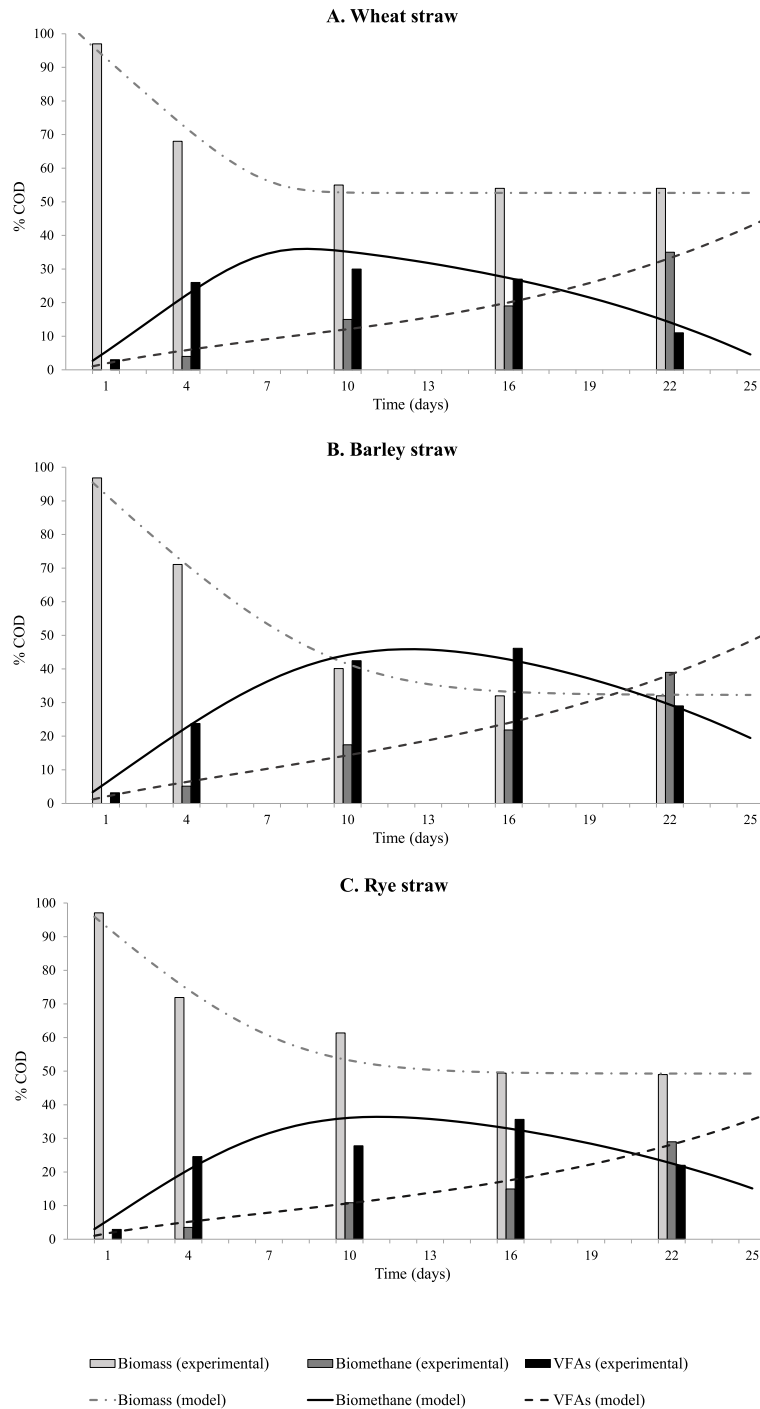 A. Wheat straw
100
90
80
70
60
50
40
30
20
10
0
% COD
1 4 7 10 13 16 19 22 25
Time (days)
B. Barley straw
100
90
80
70
60
50
40
30
20
10
0
% COD
1 4 7 10 13 16 19 22 25
Time (days)
C. Rye straw
100
90
80
70
60
50
40
30
20
10
0
% COD
1 4 7 10 13 16 19 22 25
Time (days)
Biomass (experimental) Biomethane (experimental) VFAs (experimental)
Biomass (model) Biomethane (model) VFAs (model)